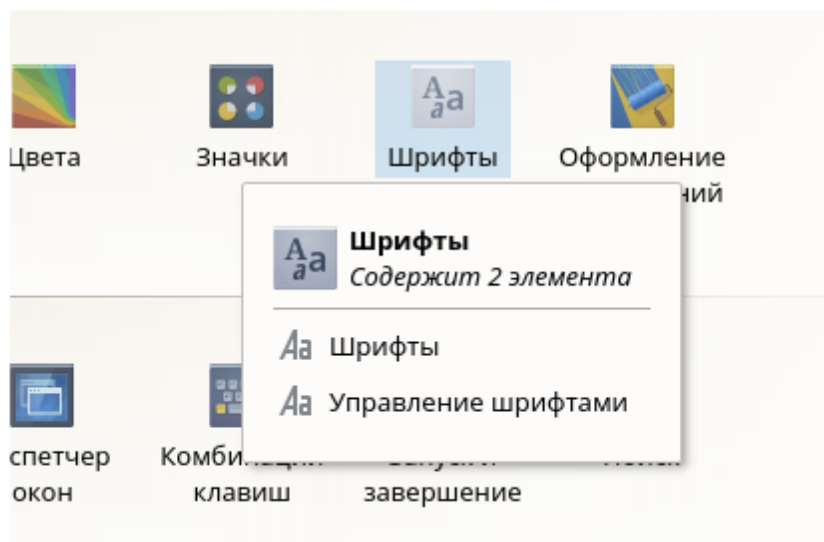 Цвета
Значки
Шрифты
Оформление
ний
Шрифты
Содержит 2 элемента
Шрифты
Управление шрифтами
спетчер
окон
клавиш
завершение